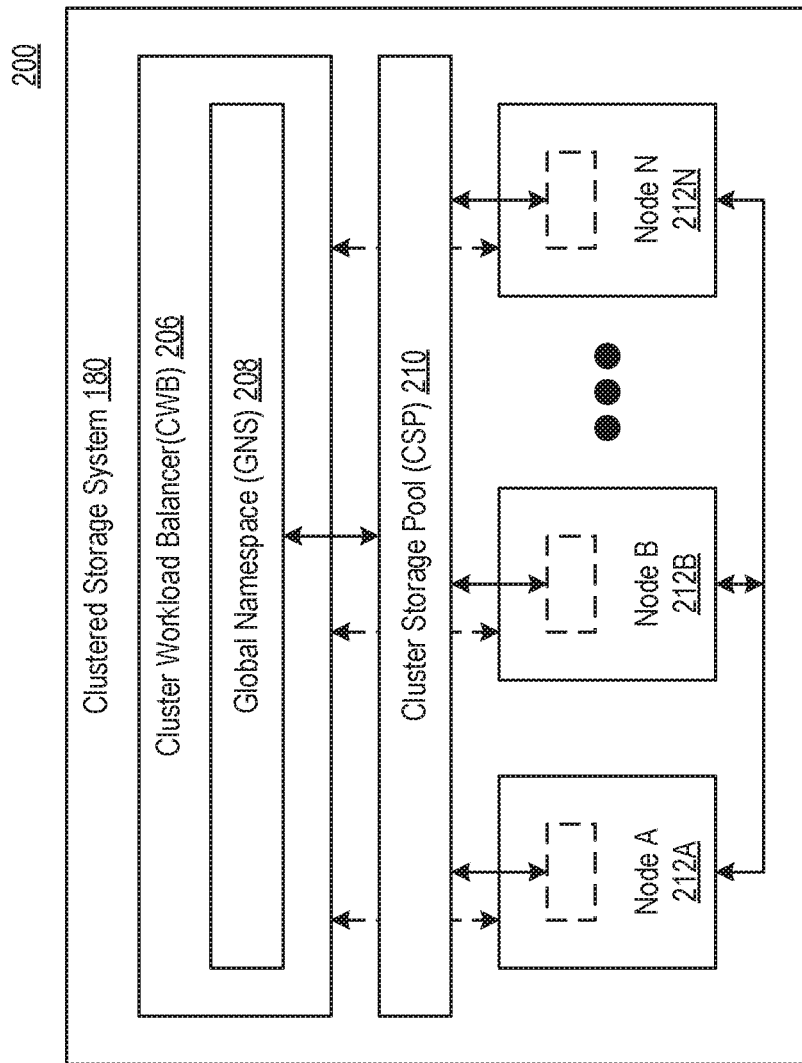 200
Clustered Storage System 180
Cluster Workload Balancer(CWB) 206
Global Namespace (GNS) 208
Cluster Storage Pool (CSP) 210
Node A
212A
Node B
212B
Node N
212N